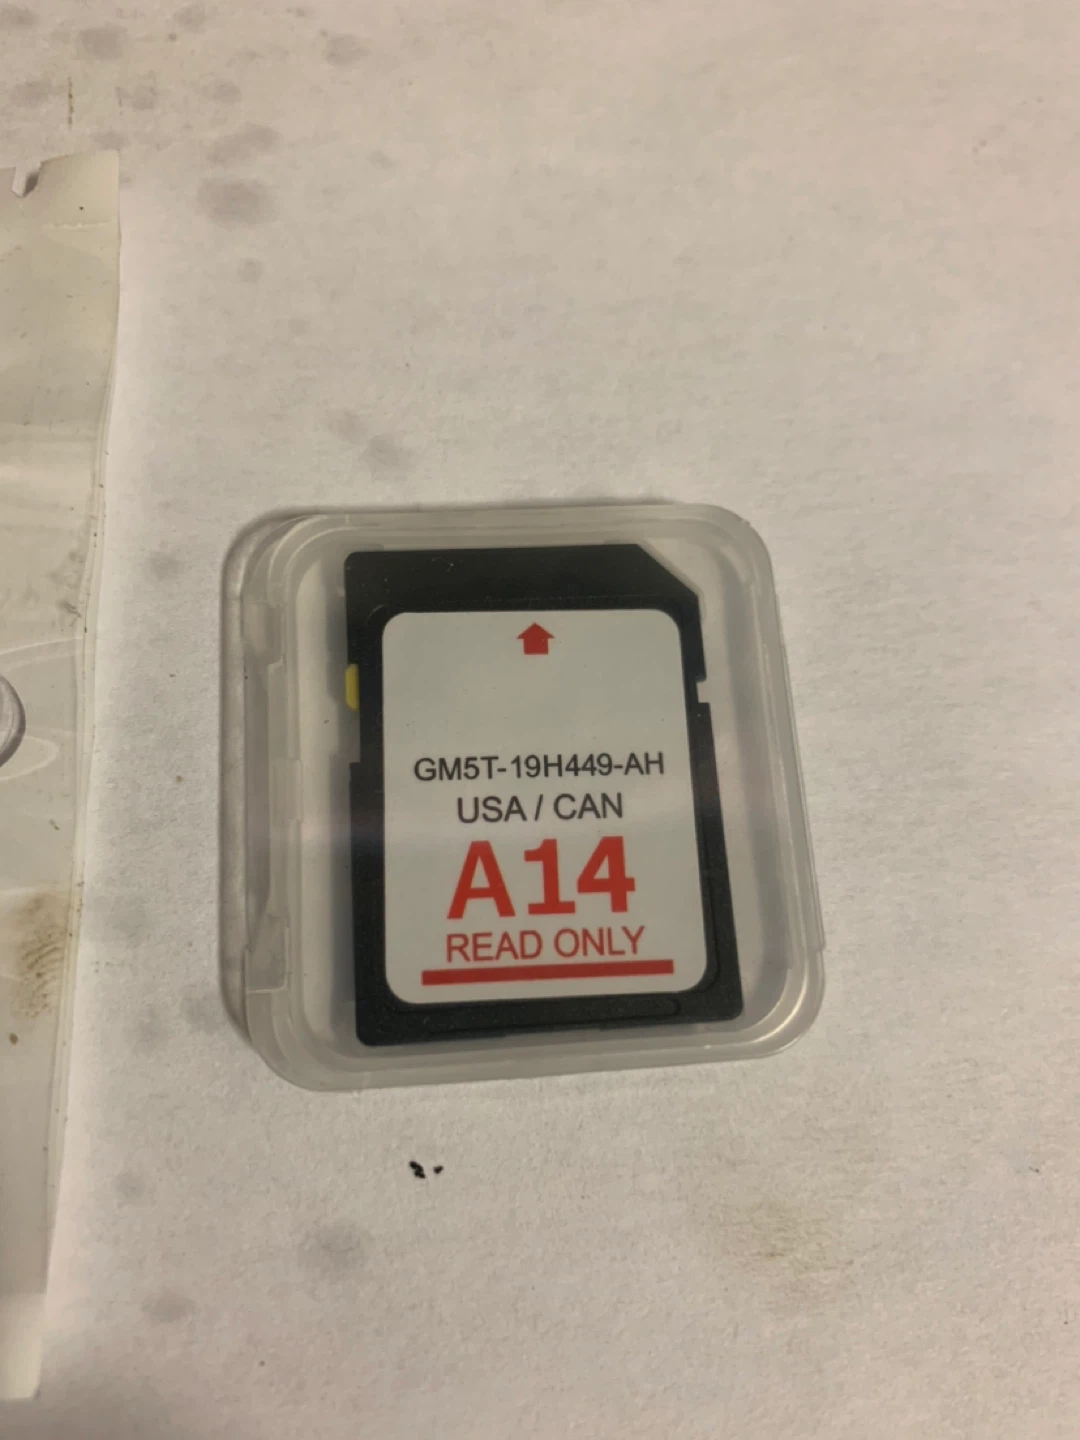 GM5T-19H449-AH
USA / CAN
A14
READ ONLY